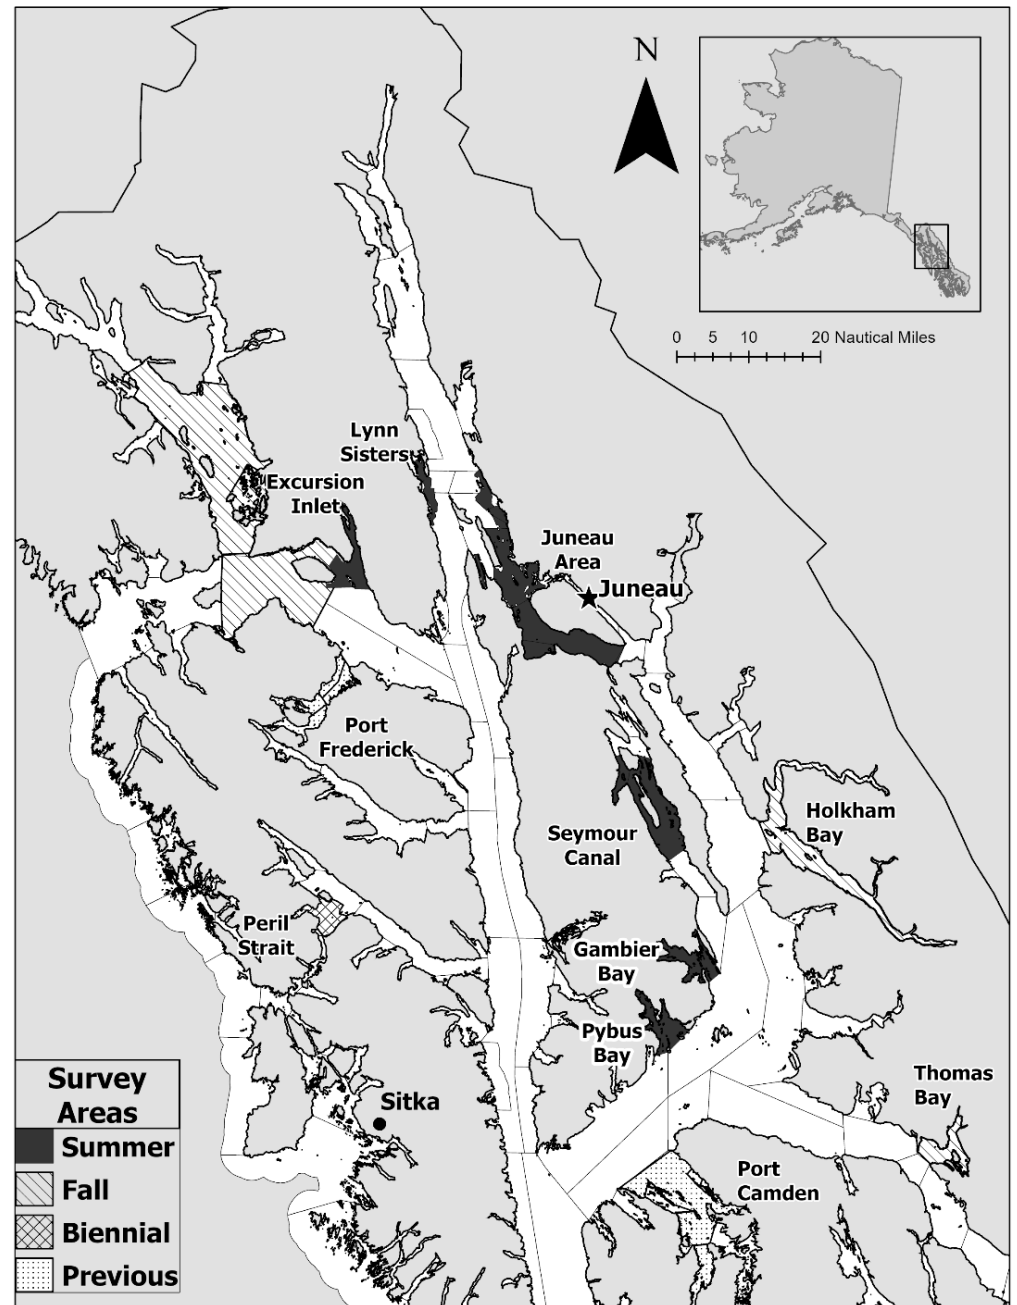 N
0 5 10 20 Nautical Miles
Lynn
Sisters
Excursion
Inlet
Juneau
Area
Juneau
Port
Frederick
Holkham
Bay
Seymour
Canal
Peril
Strait
Gambier
Bay
Pybus
Bay
Thomas
Bay
Sitka
Port
Camden
Survey
Areas
Summer
Fall
Biennial
Previous